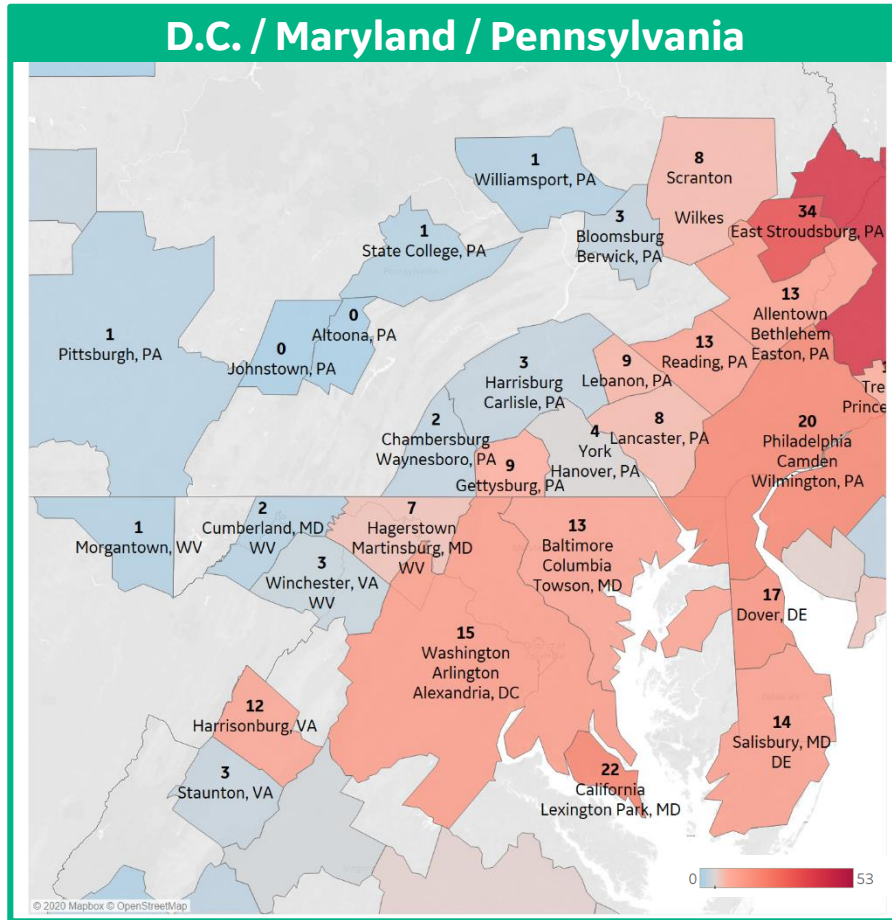 D.C. / Maryland / Pennsylvania
1
Williamsport, PA
8
Scranton
Wilkes
3
Bloomsburg
Berwick, PA
34
East Stroudsburg, PA
1
State College, PA
13
Allentown
Bethlehem
Easton, PA
1
Pittsburgh, PA
0
Johnstown, PA
0
Altoona, PA
3
Harrisburg
Carlisle, PA
9
Lebanon, PA
13
Reading, PA
1
Tre
Prince
2
Chambersburg
Waynesboro, PA
9
Gettysburg, PA
4
York
Hanover, PA
8
Lancaster, PA
20
Philadelphia
Camden
Wilmington, PA
1
Morgantown, WV
2
Cumberland, MD
WV
3
Winchester, VA
WV
7
Hagerstown
Martinsburg, MD
WV
13
Baltimore
Columbia
Towson, MD
17
Dover, DE
15
Washington
Arlington
Alexandria, DC
12
Harrisonburg, VA
3
Staunton, VA
22
California
Lexington Park, MD
14
Salisbury, MD
DE
0 53
© 2020 Mapbox © OpenStreetMap